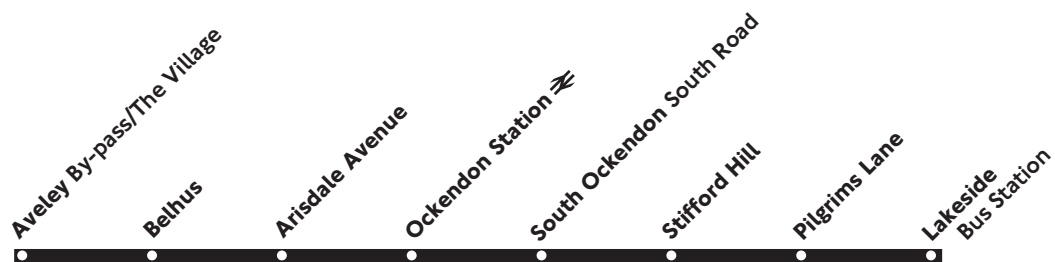 Aveley By-pass/The Village
Belhus
Arisdale Avenue
Ockendon Station
South Ockendon South Road
Stifford Hill
Pilgrims Lane
Lakeside
Bus Station